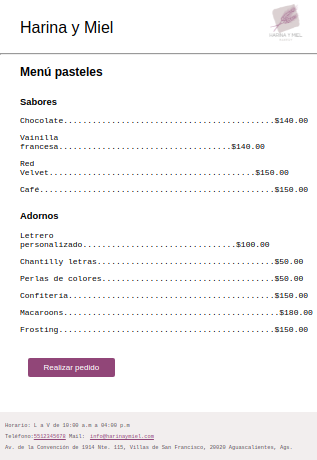 Harina y Miel
HARINA Y MIEL
Menú pasteles
Sabores
Chocolate............................................$140.00
Vainilla
francesa....................................$140.00
Red
Velvet...........................................$150.00
Café.................................................$150.00
Adornos
Letrero
personalizado................................$100.00
Chantilly letras.....................................$50.00
Perlas de colores....................................$50.00
Confitería...........................................$150.00
Macaroons.............................................$180.00
Frosting.............................................$150.00
Realizar pedido
Horario: L a V de 10:00 a.m a 04:00 p.m
Teléfono:5512345678 Mail: info@harinaymiel.com
Av. de la Convención de 1914 Nte. 115, Villas de San Francisco, 20020 Aguascalientes, Ags.